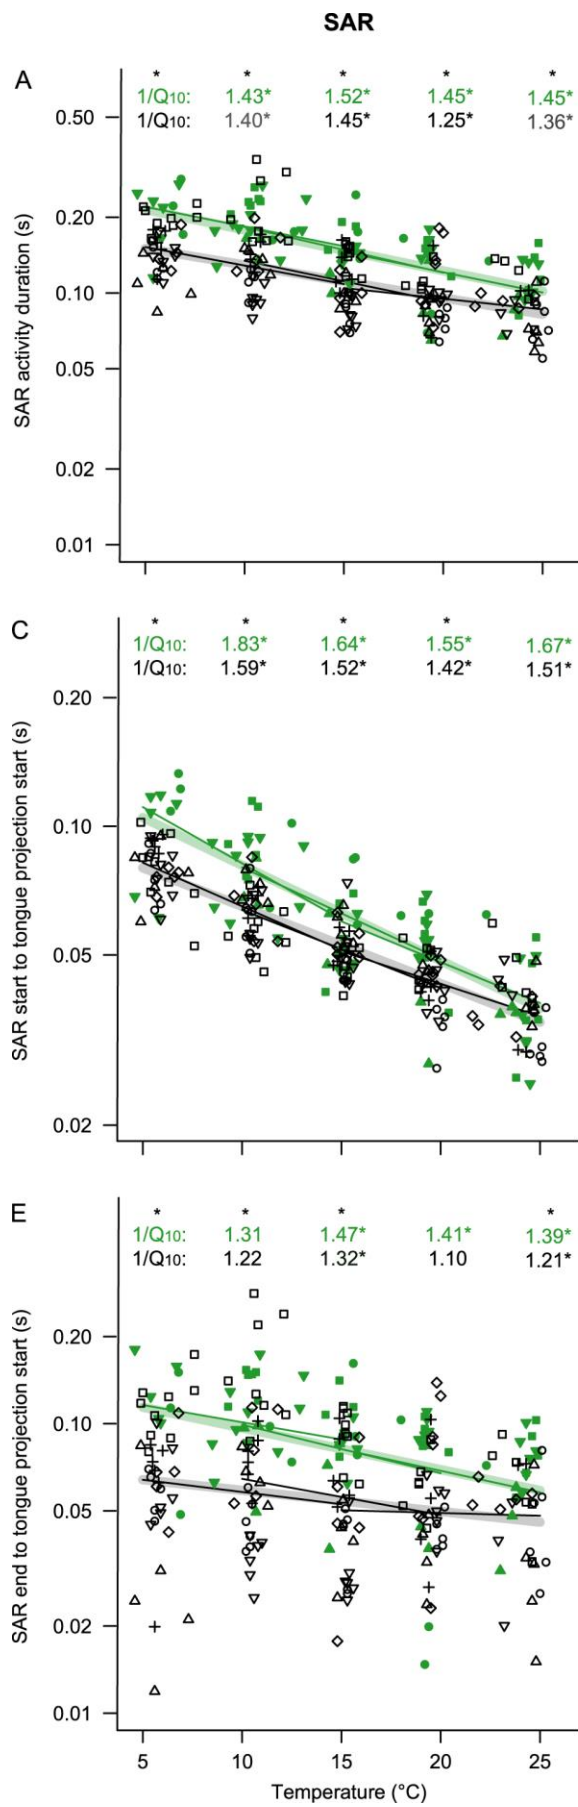 SAR
A
* * * * *
1/Q10: 1.43* 1.52* 1.45* 1.45*
1/Q10: 1.40* 1.45* 1.25* 1.36*
0.50
0.20
0.10
0.05
0.02
0.01
SAR activity duration (s)
C
* * * *
1.83* 1.64* 1.55* 1.67*
1/Q10:
1/Q10: 1.59* 1.52* 1.42* 1.51*
0.20
0.10
0.05
0.02
SAR start to tongue projection start (s)
E
* * * *
1/Q10: 1.31 1.47* 1.41* 1.39*
1/Q10: 1.22 1.32* 1.10 1.21*
0.20
0.10
0.05
0.02
0.01
SAR end to tongue projection start (s)
5 10 15 20 25
Temperature (°C)